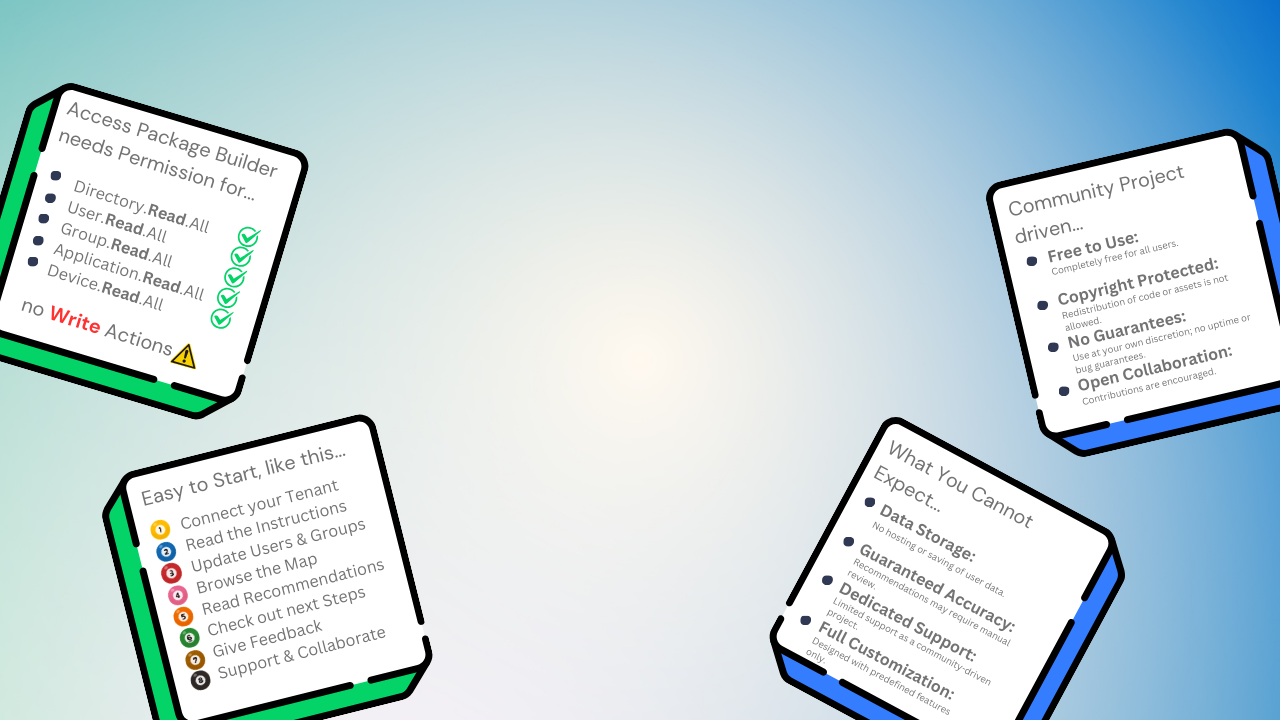 Access Package Builder
needs Permission for...
Directory.Read.All
User.Read.All
Group.Read.All
Application.Read.All
Device.Read.All
no Write Actions
Easy to Start, like this...
1 Connect your Tenant
2 Read the Instructions
3 Update Users & Groups
4 Browse the Map
5 Read Recommendations
6 Check out next Steps
7 Give Feedback
8 Support & Collaborate
Community Project
driven...
Free to Use:
Completely free for all users.
Copyright Protected:
Redistribution of code or assets is not
allowed.
No Guarantees:
Use at your own discretion; no uptime or
bug guarantees.
Open Collaboration:
Contributions are encouraged.
What You Cannot
Expect...
Data Storage:
No hosting or saving of user data.
Guaranteed Accuracy:
Recommendations may require manual
review.
Dedicated Support:
Limited support as a community-driven
project.
Full Customization:
Designed with predefined features
only.